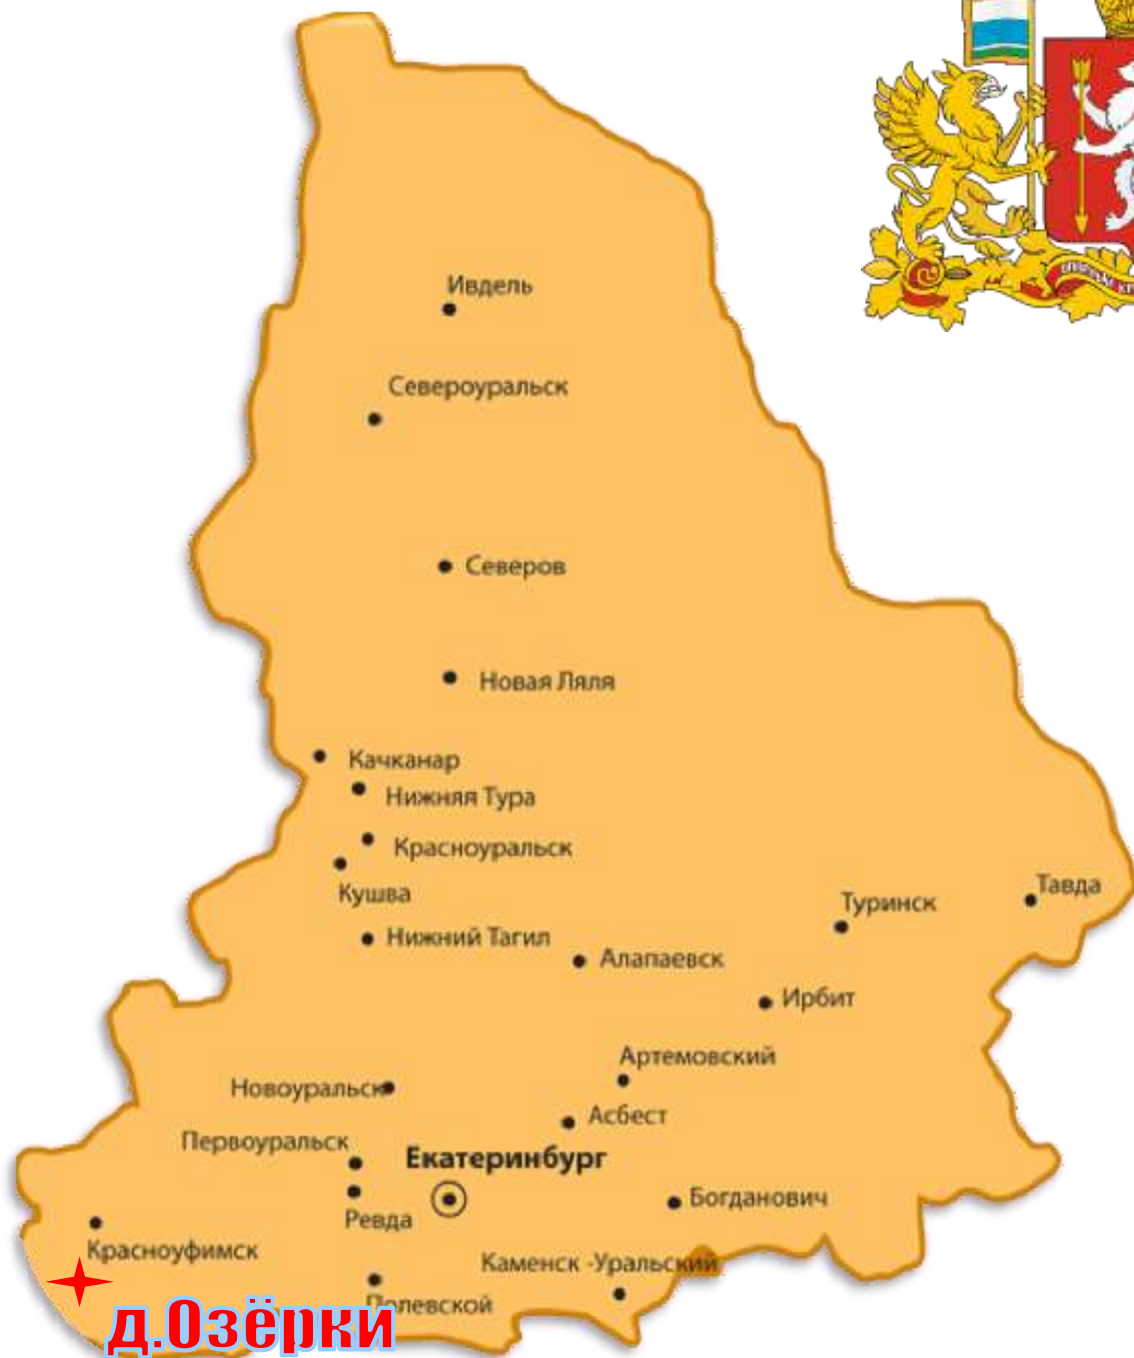 Ивдель
Североуральск
Северов
Новая Ляля
Качканар
Нижняя Тура
Красноуральск
Кушва
Тавда
Туринск
Нижний Тагил
Алапаевск
Ирбит
Артемовский
Новоуральск
Асбест
Первоуральск
Екатеринбург
Богданович
Ревда
Красноуфимск
Каменск -Уральский
Полевской
д.Озёрки